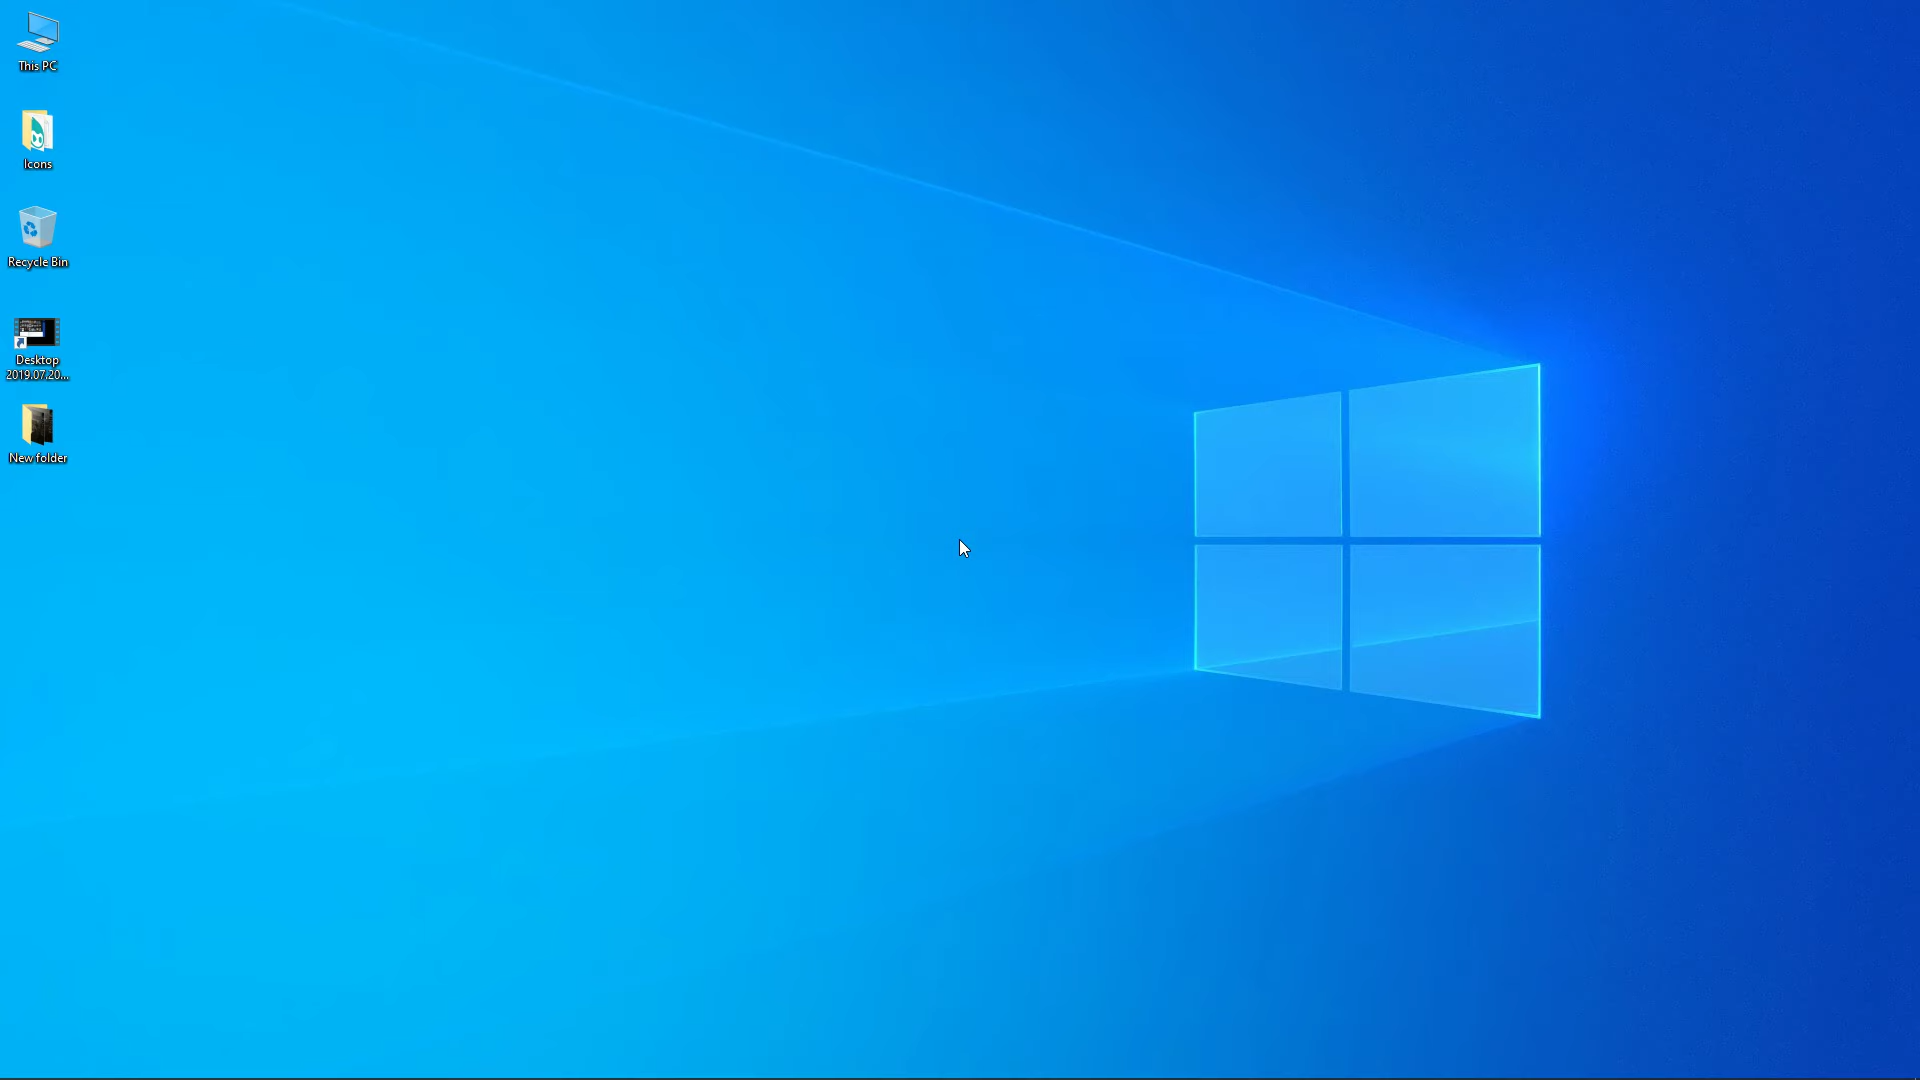 This PC
Icons
Recycle Bin
Desktop
2019.07.20...
New folder